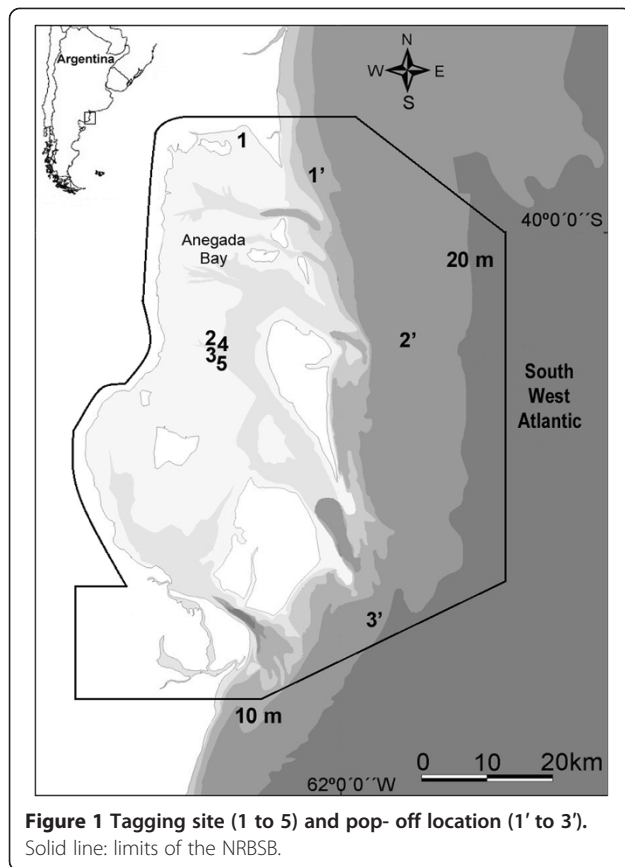 Argentina
N
W E
S
1
1'
40º0´0´´S
Anegada
Bay
20 m
2 4
3 5
2'
South
West
Atlantic
3'
10 m
0 10 20km
62º0´0´´W
Figure 1 Tagging site (1 to 5) and pop- off location (1′ to 3′).
Solid line: limits of the NRBSB.